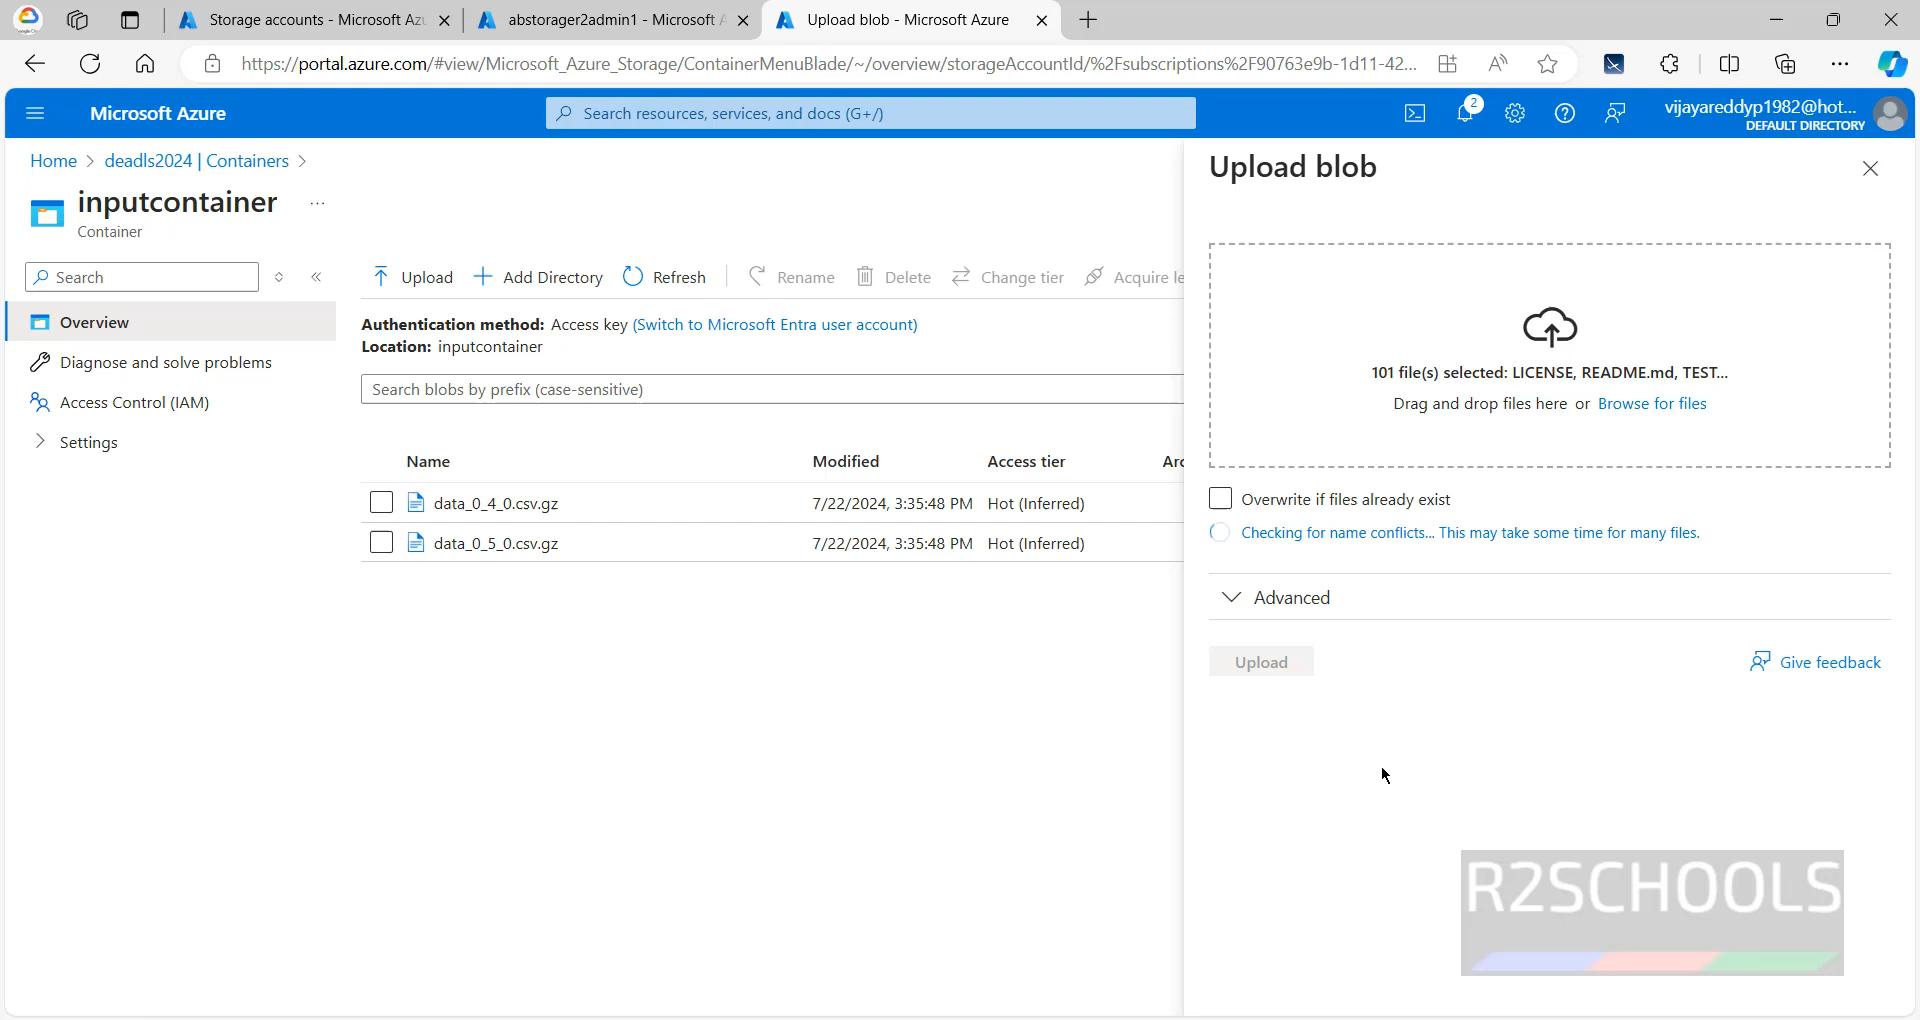 Storage accounts - Microsoft Az
abstorager2admin1 - Microsoft A
Upload blob - Microsoft Azure
https://portal.azure.com/#view/Microsoft_Azure_Storage/ContainerMenuBlade/~/overview/storageAccountId/%2Fsubscriptions%2F90763e9b-1d11-42...
Microsoft Azure
Search resources, services, and docs (G+/)
2
vijayareddyp1982@hot...
DEFAULT DIRECTORY
Home > deadls2024 | Containers >
inputcontainer ...
Container
Search
Overview
Diagnose and solve problems
Access Control (IAM)
Settings
Upload
Add Directory
Refresh
Rename
Delete
Change tier
Acquire le
Authentication method: Access key (Switch to Microsoft Entra user account)
Location: inputcontainer
Search blobs by prefix (case-sensitive)
Name Modified Access tier Arc
data_0_4_0.csv.gz 7/22/2024, 3:35:48 PM Hot (Inferred)
data_0_5_0.csv.gz 7/22/2024, 3:35:48 PM Hot (Inferred)
Upload blob
101 file(s) selected: LICENSE, README.md, TEST...
Drag and drop files here or Browse for files
Overwrite if files already exist
Checking for name conflicts... This may take some time for many files.
Advanced
Upload
Give feedback
R2SCHOOLS